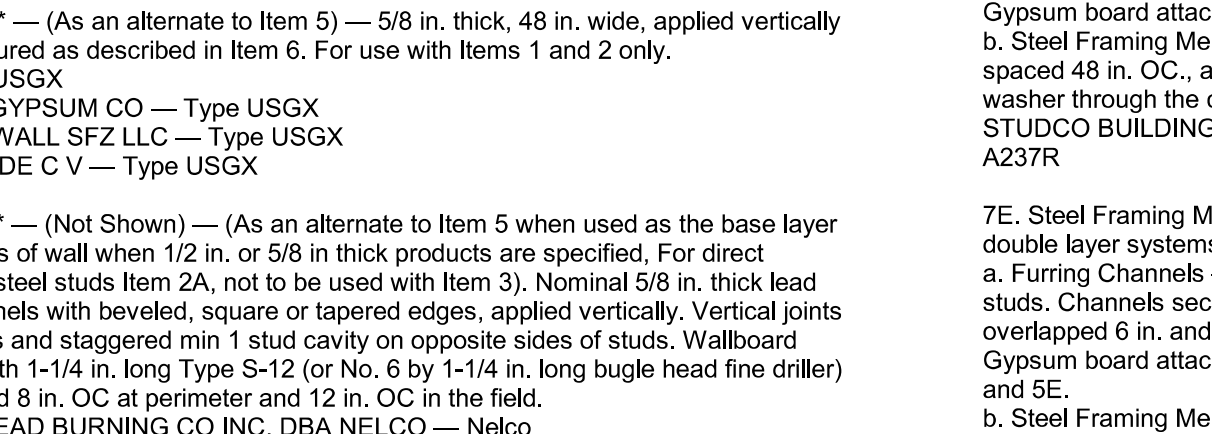 * — (As an alternate to Item 5) — 5/8 in. thick, 48 in. wide, applied vertically
as described in Item 6. For use with Items 1 and 2 only.
USGX
GYPSUM CO — Type USGX
WALL SFZ LLC — Type USGX
DE C V — Type USGX
* — (Not Shown) — (As an alternate to Item 5 when used as the base layer
of wall when 1/2 in. or 5/8 in thick products are specified, For direct
steel studs Item 2A, not to be used with Item 3). Nominal 5/8 in. thick lead
with beveled, square or tapered edges, applied vertically. Vertical joints
and staggered min 1 stud cavity on opposite sides of studs. Wallboard
1-1/4 in. long Type S-12 (or No. 6 by 1-1/4 in. long bugle head fine driller)
8 in. OC at perimeter and 12 in. OC in the field.
BURNING CO INC, DBA NELCO — Nelco
Gypsum board
b. Steel Framing
spaced 48 in. OC.,
washer through the
STUDCO BUILDING
A237R
7E. Steel Framing
double layer systems
a. Furring Channels
studs. Channels
overlapped 6 in. and
Gypsum board
and 5E.
b. Steel Framing